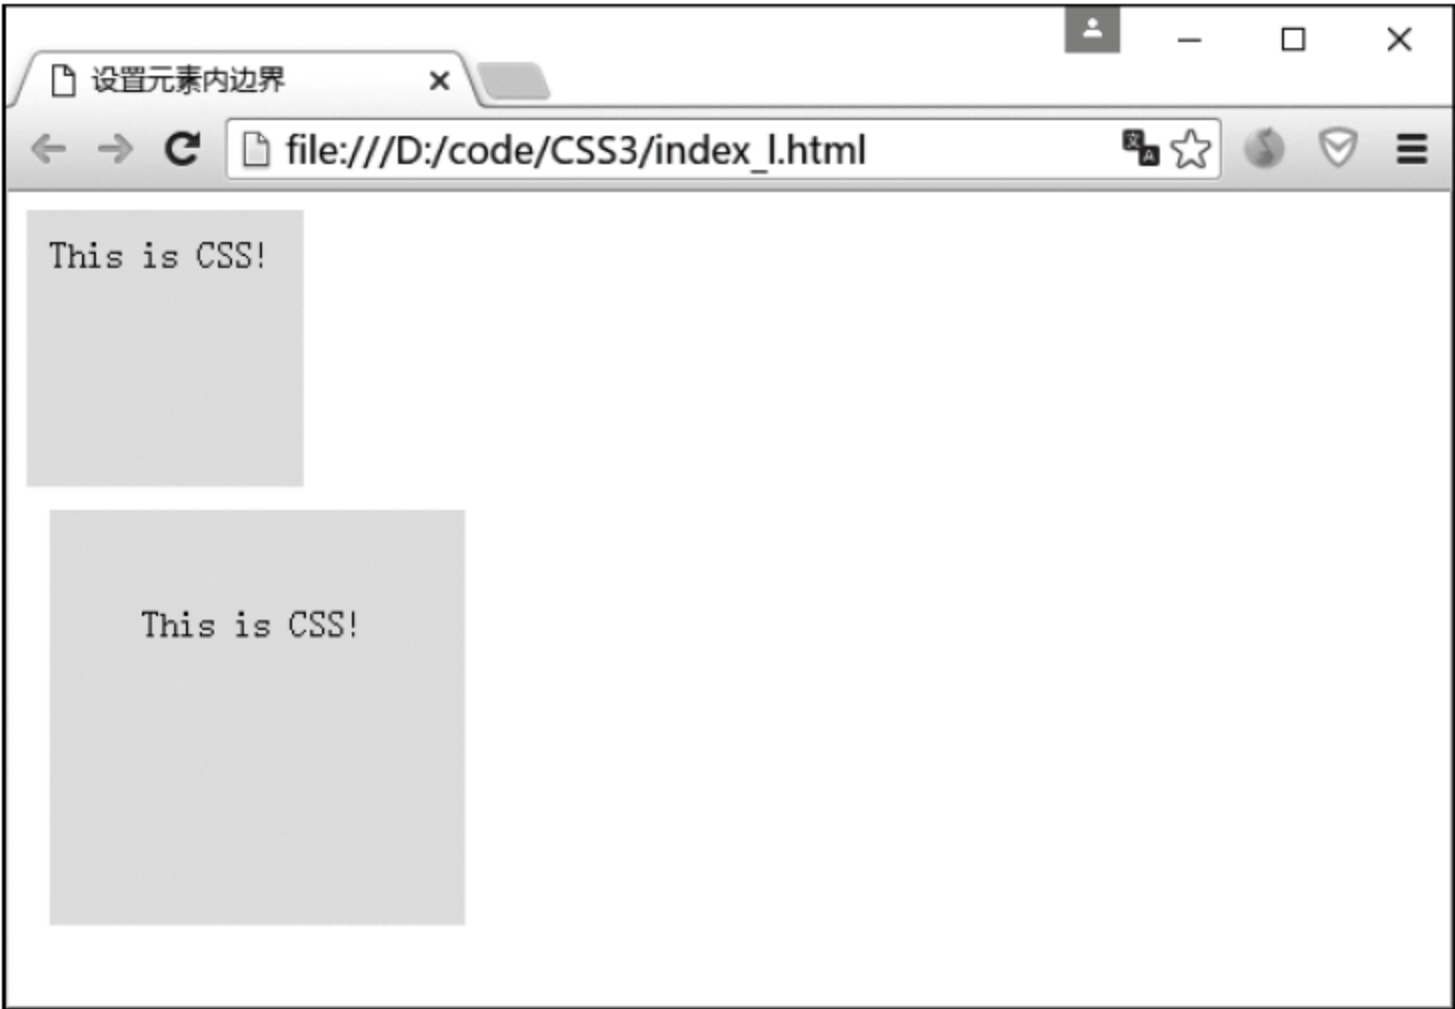 设置元素内边界
file:///D:/code/CSS3/index_l.html
This is CSS!
This is CSS!